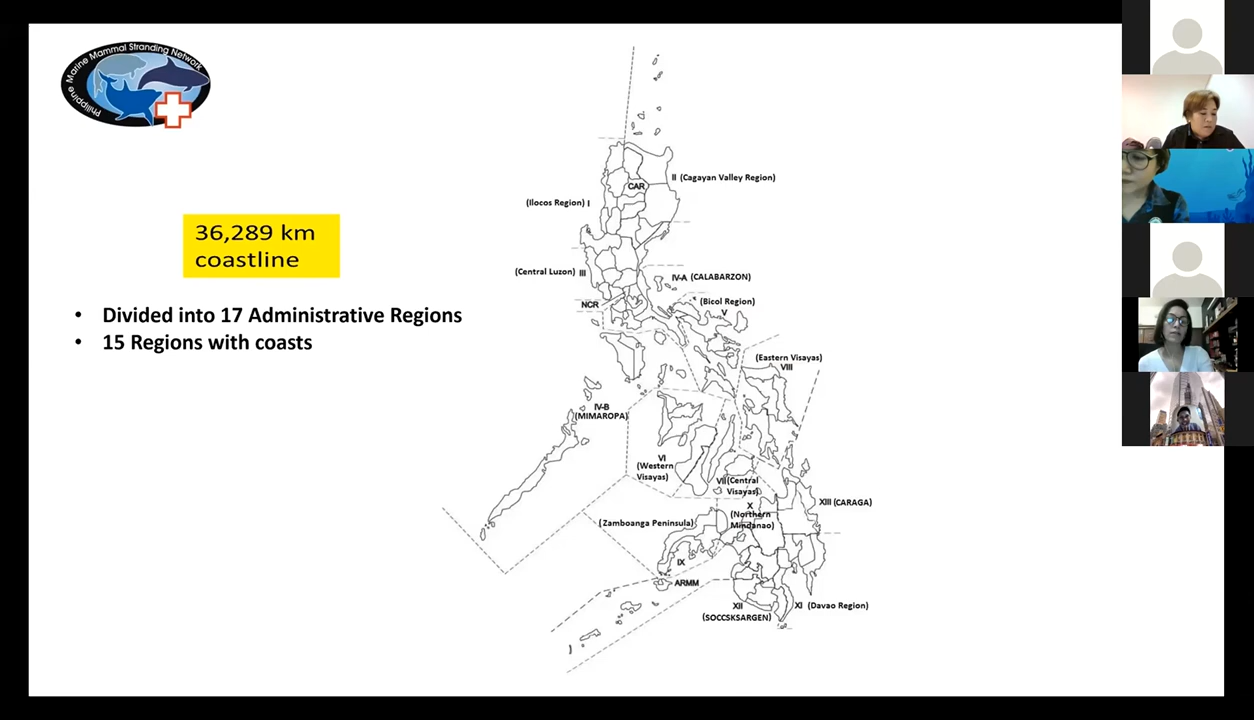 Philippine Marine Mammal Stranding Network
36,289 km
coastline
• Divided into 17 Administrative Regions
• 15 Regions with coasts
CAR
II (Cagayan Valley Region)
(Ilocos Region) I
(Central Luzon) III
IV-A (CALABARZON)
NCR
(Bicol Region)
V
(Eastern Visayas)
VIII
IV-B
(MIMAROPA)
VI
(Western
Visayas)
VII(Central
Visayas)
X
(Northern
Mindanao)
XIII (CARAGA)
(Zamboanga Peninsula)
IX
ARMM
XII
(SOCCSKSARGEN)
XI (Davao Region)